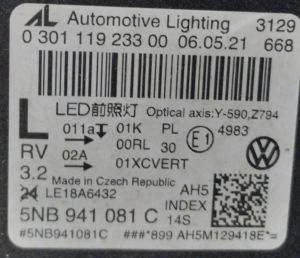 AL Automotive Lighting 3129
0 301 119 233 00 06.05.21 668
LED前照灯 Optical axis:Y-590,Z794
L 011a 01K PL E1 4983
00RL 30
RV 02A 01XCVERT
3.2 Made in Czech Republic AH5
24 LE18A6432 INDEX
5NB 941 081 C 14S
#5NB941081C ###*899 AH5M129418E*=